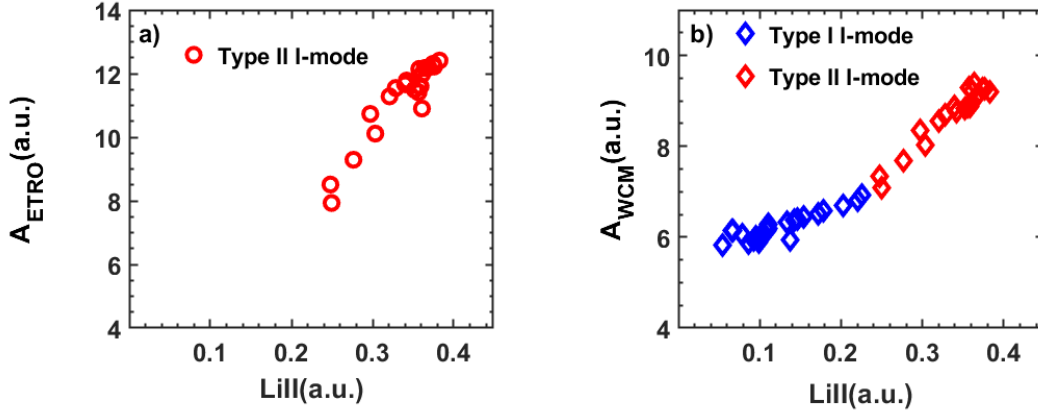 a)
Type II I-mode
14
12
10
8
6
4
A_ETRO(a.u.)
0.1 0.2 0.3 0.4
LiII(a.u.)
b)
Type I I-mode
Type II I-mode
10
8
6
4
A_WCM(a.u.)
0.1 0.2 0.3 0.4
LiII(a.u.)